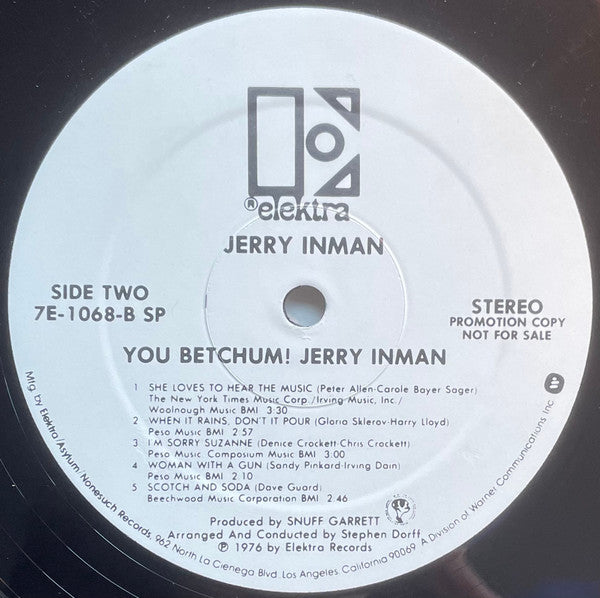 ® elektra
JERRY INMAN
SIDE TWO
7E-1068-B SP
STEREO
PROMOTION COPY
NOT FOR SALE
YOU BETCHUM! JERRY INMAN
1 SHE LOVES TO HEAR THE MUSIC (Peter Allen-Carole Bayer Sager)
The New York Times Music Corp./Irving Music, Inc./
Woolnough Music BMI 3:30
2 WHEN IT RAINS, DON'T IT POUR (Gloria Sklerov-Harry Lloyd)
Peso Music BMI 2:57
3 I'M SORRY SUZANNE (Denice Crockett-Chris Crockett)
Peso Music. Composium Music BMI 3:00
4 WOMAN WITH A GUN (Sandy Pinkard-Irving Dain)
Peso Music BMI 2:10
5 SCOTCH AND SODA (Dave Guard)
Beechwood Music Corporation BMI 2:46
Produced by SNUFF GARRETT
Arranged And Conducted by Stephen Dorff
℗ 1976 by Elektra Records
Mfg. by Elektra/Asylum/Nonesuch Records, 962 North La Cienega Blvd., Los Angeles, California 90069. A Division of Warner Communications Inc.